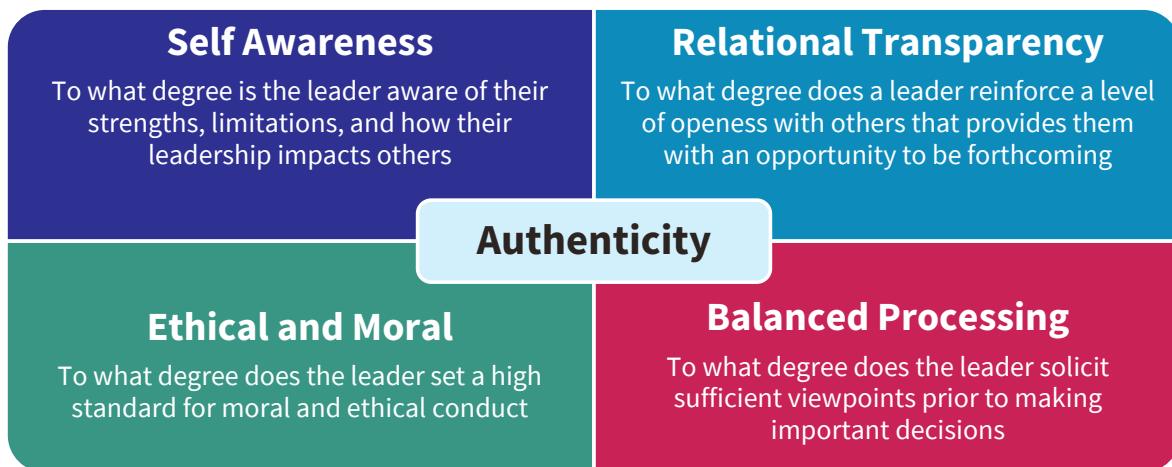 Self Awareness
To what degree is the leader aware of their
strengths, limitations, and how their
leadership impacts others
Relational Transparency
To what degree does a leader reinforce a level
of openess with others that provides them
with an opportunity to be forthcoming
Authenticity
Ethical and Moral
To what degree does the leader set a high
standard for moral and ethical conduct
Balanced Processing
To what degree does the leader solicit
sufficient viewpoints prior to making
important decisions